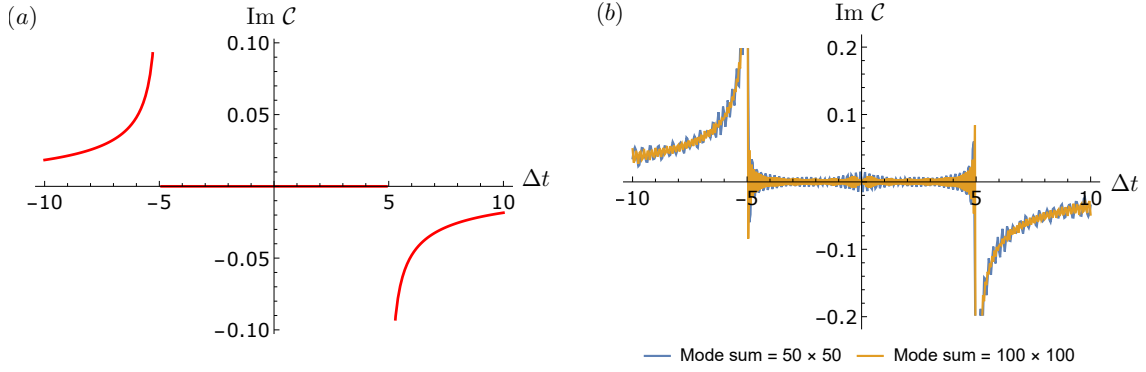 (a)
Im 𝒞
0.10
0.05
−10
−5
5
10
Δt
−0.05
−0.10
(b)
Im 𝒞
0.2
0.1
−10
−5
5
10
Δt
−0.1
−0.2
Mode sum = 50 × 50
Mode sum = 100 × 100